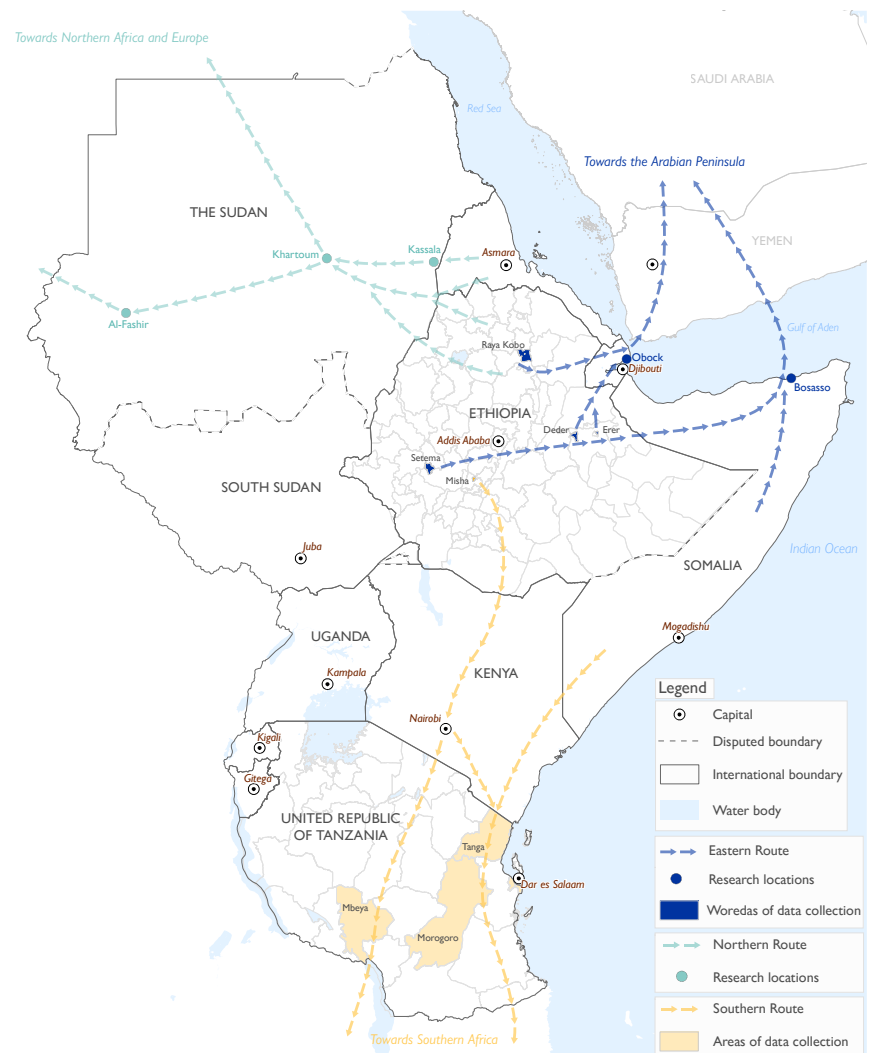 Towards Northern Africa and Europe
SAUDI ARABIA
Red Sea
Towards the Arabian Peninsula
THE SUDAN
YEMEN
Khartoum
Kassala
Asmara
Al-Fashir
Gulf of Aden
Raya Kobo
Obock
Djibouti
Bosasso
ETHIOPIA
Addis Ababa
Deder
Erer
Setema
Misha
SOUTH SUDAN
Juba
Indian Ocean
SOMALIA
Mogadishu
UGANDA
Kampala
KENYA
Nairobi
Kigali
Gitega
UNITED REPUBLIC
OF TANZANIA
Tanga
Dar es Salaam
Mbeya
Morogoro
Towards Southern Africa
Legend
Capital
Disputed boundary
International boundary
Water body
Eastern Route
Research locations
Woredas of data collection
Northern Route
Research locations
Southern Route
Areas of data collection